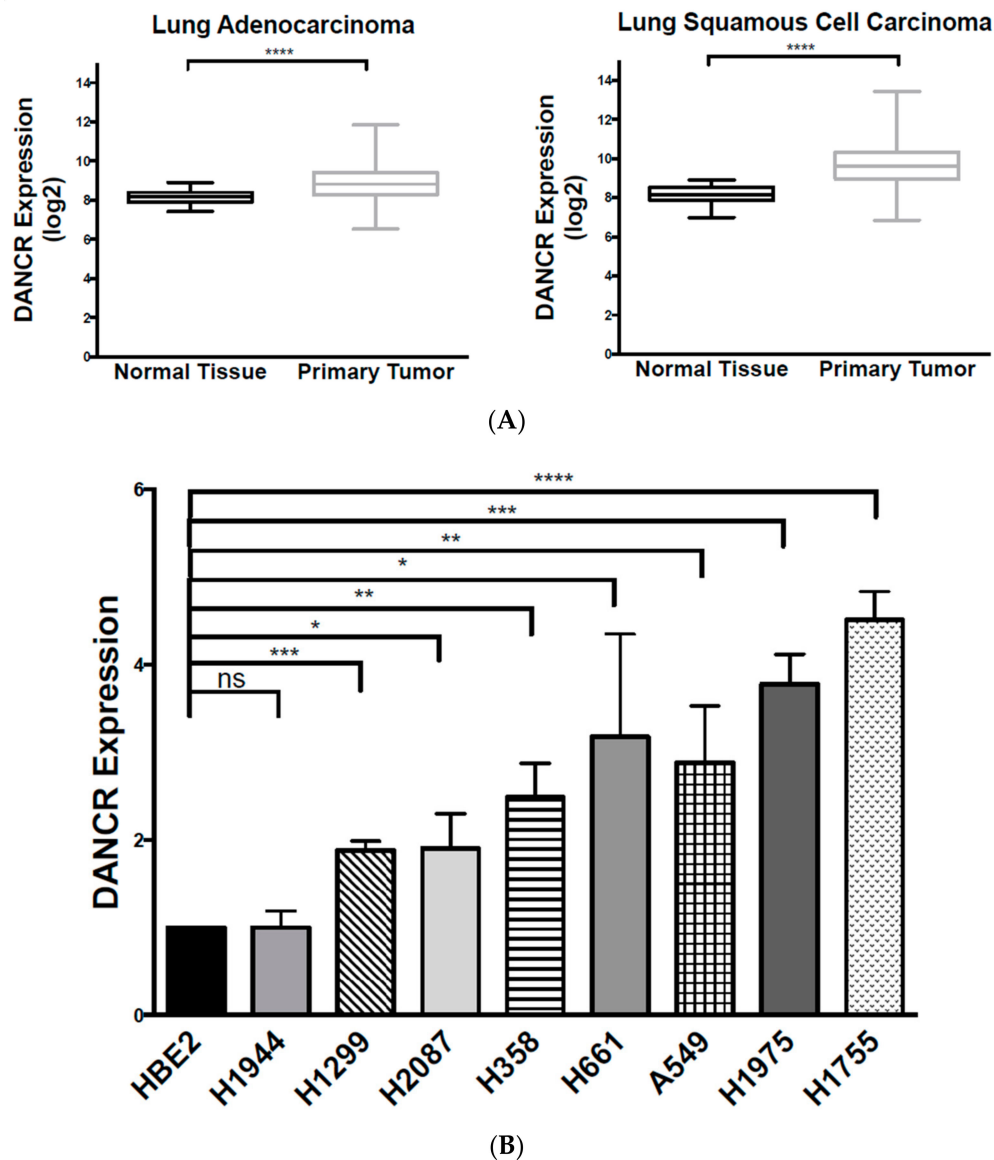 Lung Adenocarcinoma
****
DANCR Expression
(log2)
14
12
10
8
6
4
2
0
Normal Tissue
Primary Tumor
Lung Squamous Cell Carcinoma
****
DANCR Expression
(log2)
14
12
10
8
6
4
2
0
Normal Tissue
Primary Tumor
(A)
DANCR Expression
6
4
2
0
****
***
**
*
**
*
***
ns
HBE2
H1944
H1299
H2087
H358
H661
A549
H1975
H1755
(B)